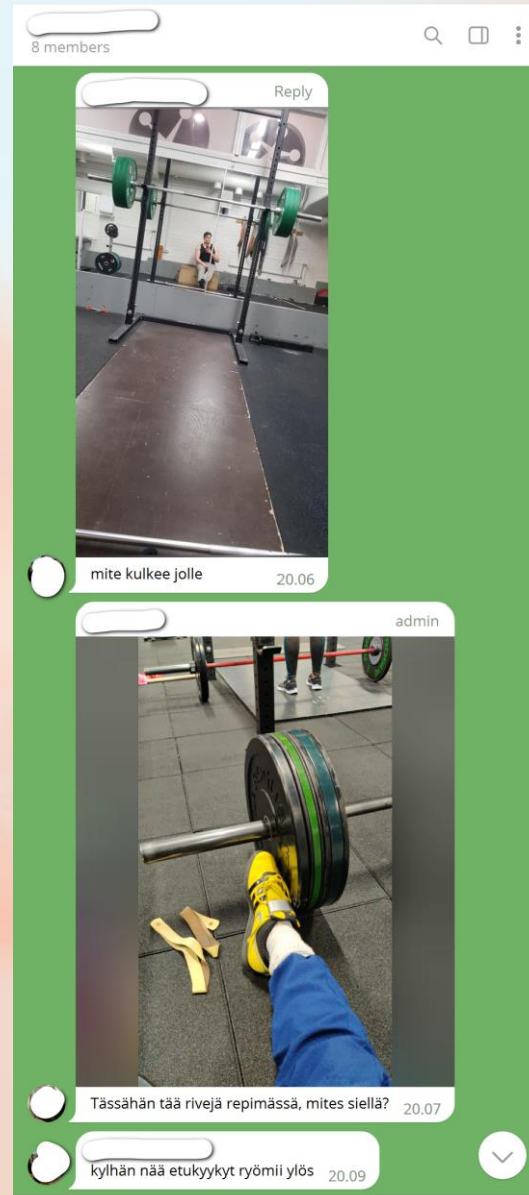 8 members
Reply
mite kulkee jolle
20.06
admin
Tässähän tää rivejä repimässä, mites siellä?
20.07
kylhän nää etukyykyt ryömii ylös
20.09